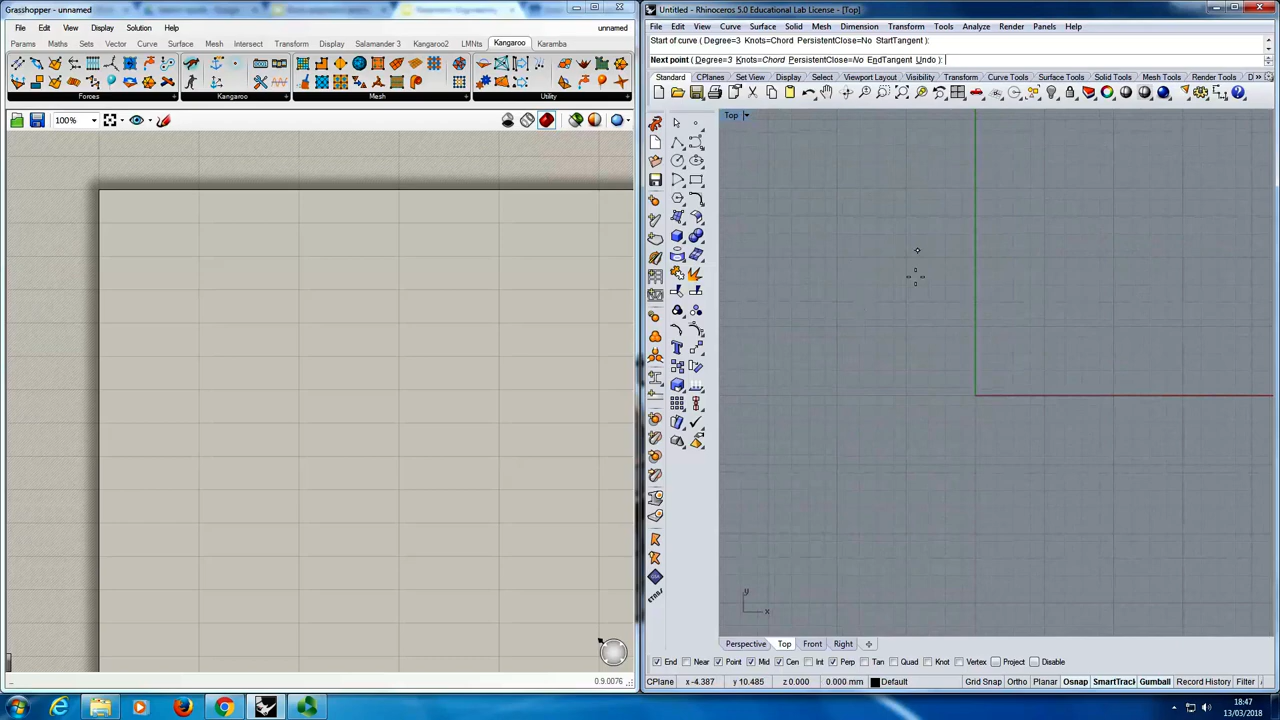 Grasshopper - unnamed
File Edit View Display Solution Help unnamed
Params Maths Sets Vector Curve Surface Mesh Intersect Transform Display Salamander 3 Kangaroo2 LMNts Kangaroo Karamba
Forces + Kangaroo + Mesh + Utility +
100%
0.9.0076
Untitled - Rhinoceros 5.0 Educational Lab License - [Top]
File Edit View Curve Surface Solid Mesh Dimension Transform Tools Analyze Render Panels Help
Start of curve ( Degree=3 Knots=Chord PersistentClose=No StartTangent ):
Next point ( Degree=3 Knots=Chord PersistentClose=No EndTangent Undo ):
Standard CPlanes Set View Display Select Viewport Layout Visibility Transform Curve Tools Surface Tools Solid Tools Mesh Tools Render Tools D »
Top
GSA
ETABS
y
x
Perspective Top Front Right
End Near Point Mid Cen Int Perp Tan Quad Knot Vertex Project Disable
CPlane x -4.387 y 10.485 z 0.000 0.000 mm Default Grid Snap Ortho Planar Osnap SmartTrack Gumball Record History Filter
18:47
13/03/2018